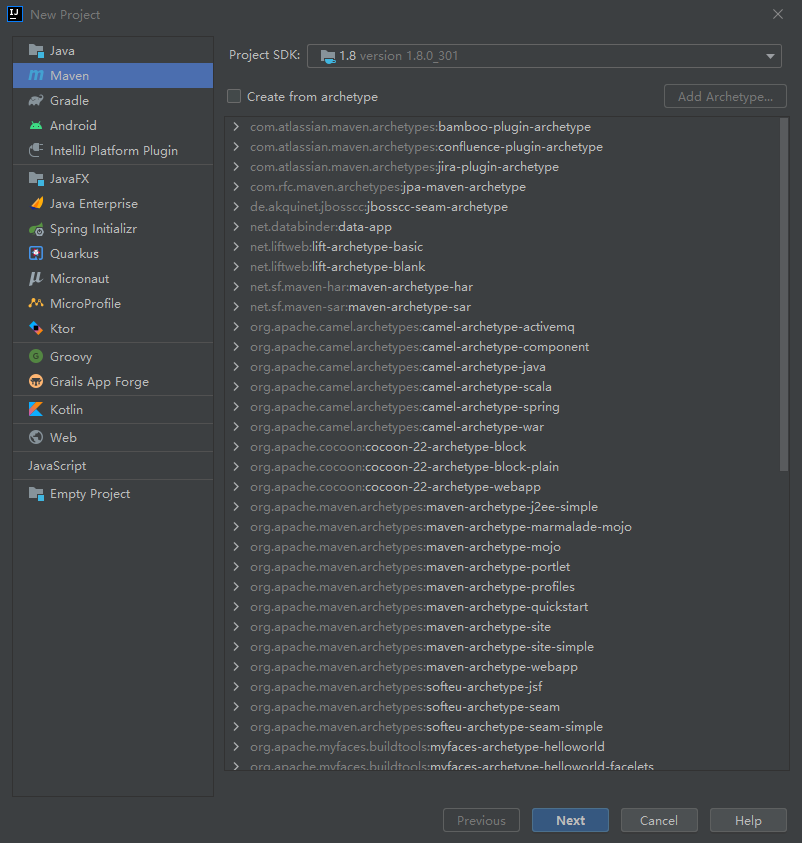 New Project
Java
Maven
Gradle
Android
IntelliJ Platform Plugin
JavaFX
Java Enterprise
Spring Initializr
Quarkus
Micronaut
MicroProfile
Ktor
Groovy
Grails App Forge
Kotlin
Web
JavaScript
Empty Project
Project SDK: 1.8 version 1.8.0_301
Create from archetype Add Archetype...
com.atlassian.maven.archetypes:bamboo-plugin-archetype
com.atlassian.maven.archetypes:confluence-plugin-archetype
com.atlassian.maven.archetypes:jira-plugin-archetype
com.rfc.maven.archetypes:jpa-maven-archetype
de.akquinet.jbosscc:jbosscc-seam-archetype
net.databinder:data-app
net.liftweb:lift-archetype-basic
net.liftweb:lift-archetype-blank
net.sf.maven-har:maven-archetype-har
net.sf.maven-sar:maven-archetype-sar
org.apache.camel.archetypes:camel-archetype-activemq
org.apache.camel.archetypes:camel-archetype-component
org.apache.camel.archetypes:camel-archetype-java
org.apache.camel.archetypes:camel-archetype-scala
org.apache.camel.archetypes:camel-archetype-spring
org.apache.camel.archetypes:camel-archetype-war
org.apache.cocoon:cocoon-22-archetype-block
org.apache.cocoon:cocoon-22-archetype-block-plain
org.apache.cocoon:cocoon-22-archetype-webapp
org.apache.maven.archetypes:maven-archetype-j2ee-simple
org.apache.maven.archetypes:maven-archetype-marmalade-mojo
org.apache.maven.archetypes:maven-archetype-mojo
org.apache.maven.archetypes:maven-archetype-portlet
org.apache.maven.archetypes:maven-archetype-profiles
org.apache.maven.archetypes:maven-archetype-quickstart
org.apache.maven.archetypes:maven-archetype-site
org.apache.maven.archetypes:maven-archetype-site-simple
org.apache.maven.archetypes:maven-archetype-webapp
org.apache.maven.archetypes:softeu-archetype-jsf
org.apache.maven.archetypes:softeu-archetype-seam
org.apache.maven.archetypes:softeu-archetype-seam-simple
org.apache.myfaces.buildtools:myfaces-archetype-helloworld
org.apache.myfaces.buildtools:myfaces-archetype-helloworld-facelets
Previous Next Cancel Help